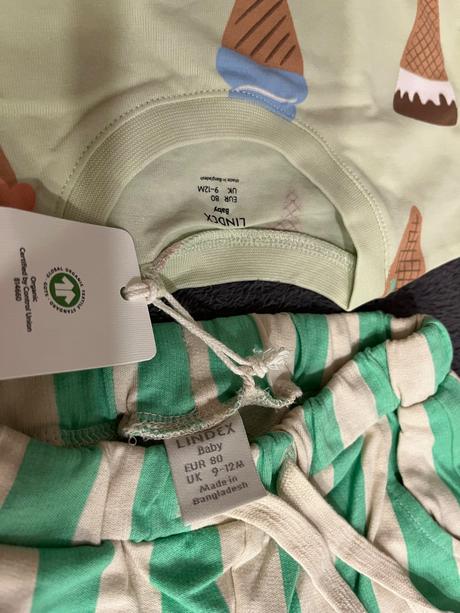 LINDEX
Baby
EUR 80
UK 9-12M
Made in Bangladesh
GLOBAL ORGANIC TEXTILE STANDARD
GOTS
Organic
Certified by Control Union
814660
LINDEX
Baby
EUR 80
UK 9-12M
Made in
Bangladesh